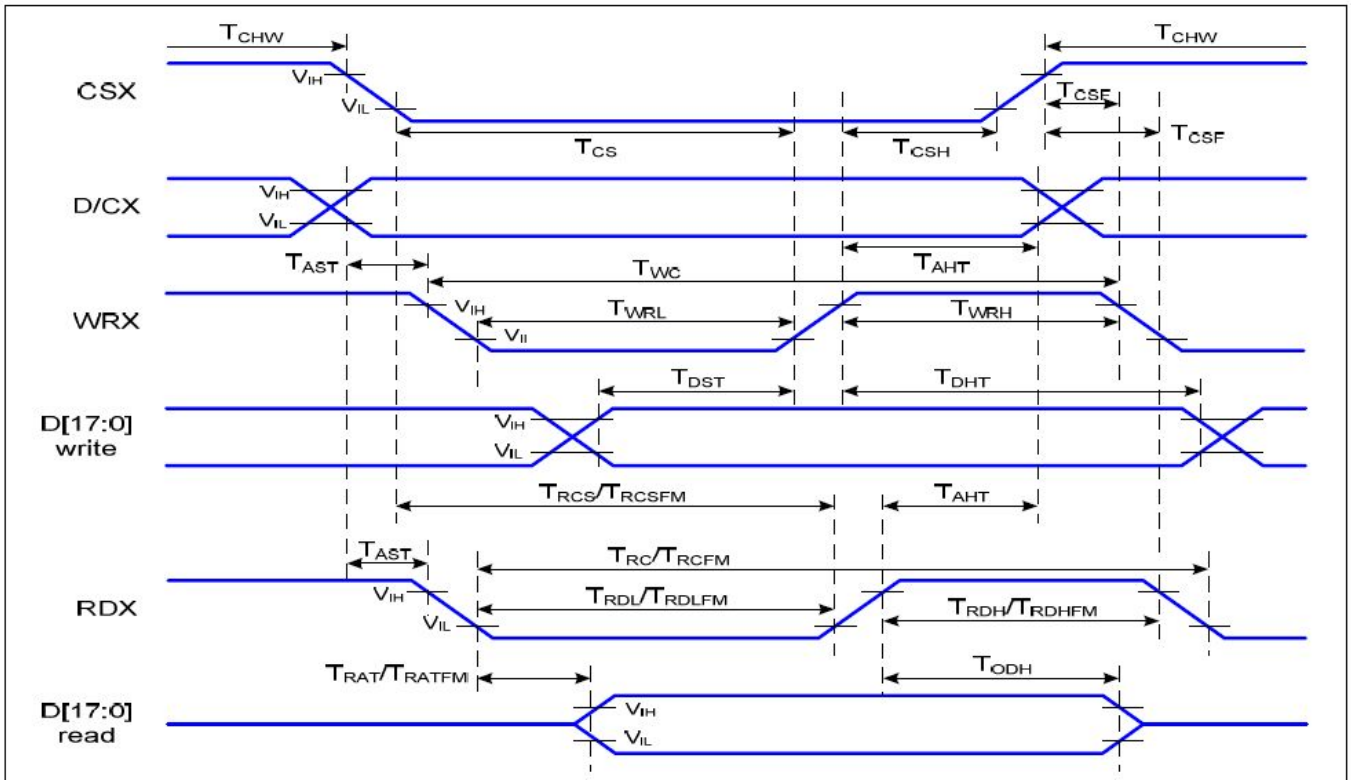 TCHW
TCHW
CSX
VIH
VIL
TCSF
TCS
TCSH
TCSF
D/CX
VIH
VIL
TAST
TWC
TAHT
WRX
VIH
TWRL
TWRH
VIl
TDST
TDHT
D[17:0]
write
VIH
VIL
TRCS/TRCSFM
TAHT
TAST
TRC/TRCFM
RDX
VIH
TRDL/TRDLFM
TRDH/TRDHFM
VIL
TRAT/TRATFM
TODH
D[17:0]
read
VIH
VIL